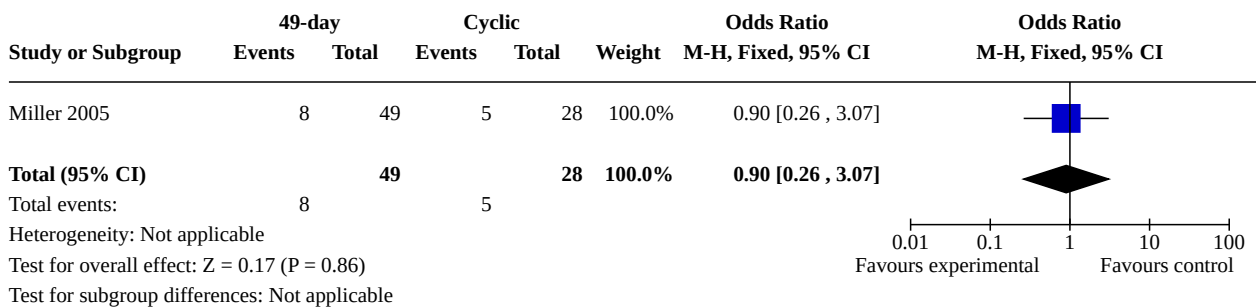 49-day Cyclic Odds Ratio Odds Ratio
Study or Subgroup Events Total Events Total Weight M-H, Fixed, 95% CI M-H, Fixed, 95% CI
Miller 2005 8 49 5 28 100.0% 0.90 [0.26 , 3.07]
Total (95% CI) 49 28 100.0% 0.90 [0.26 , 3.07]
Total events: 8 5
Heterogeneity: Not applicable
0.01 0.1 1 10 100
Test for overall effect: Z = 0.17 (P = 0.86)
Favours experimental Favours control
Test for subgroup differences: Not applicable